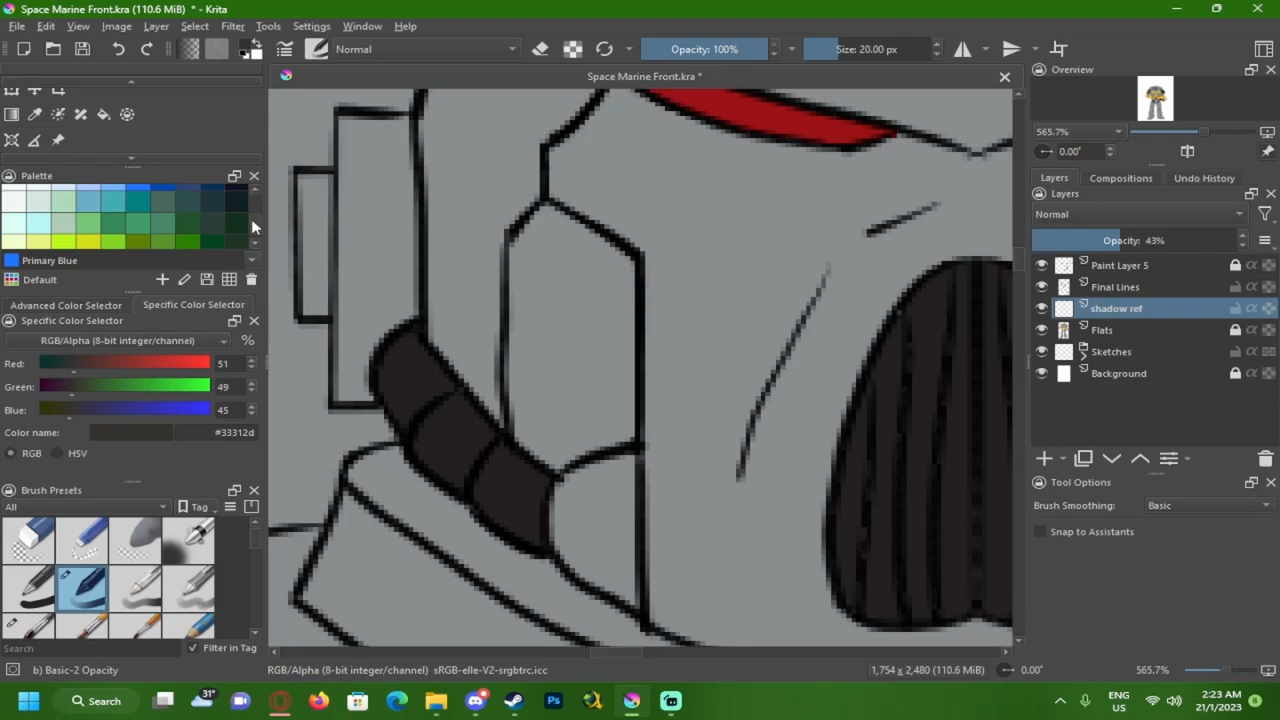 Space Marine Front.kra (110.6 MiB) * - Krita
File Edit View Image Layer Select Filter Tools Settings Window Help
Normal Opacity: 100% Size: 20.00 px
Space Marine Front.kra *
Overview
565.7%
0.00°
Palette
Primary Blue
Default
Layers Compositions Undo History
Layers
Normal
Opacity: 43%
Paint Layer 5
Final Lines
shadow ref
Flats
Sketches
Background
Tool Options
Brush Smoothing: Basic
Snap to Assistants
Advanced Color Selector Specific Color Selector
Specific Color Selector
RGB/Alpha (8-bit integer/channel) %
Red: 51
Green: 49
Blue: 45
Color name: #33312d
RGB HSV
Brush Presets
All Tag
Search Filter in Tag
b) Basic-2 Opacity RGB/Alpha (8-bit integer/channel) sRGB-elle-V2-srgbtrc.icc 1,754 x 2,480 (110.6 MiB) 0.00° 565.7%
Search 31° Ps ENG US 2:23 AM 21/1/2023 8